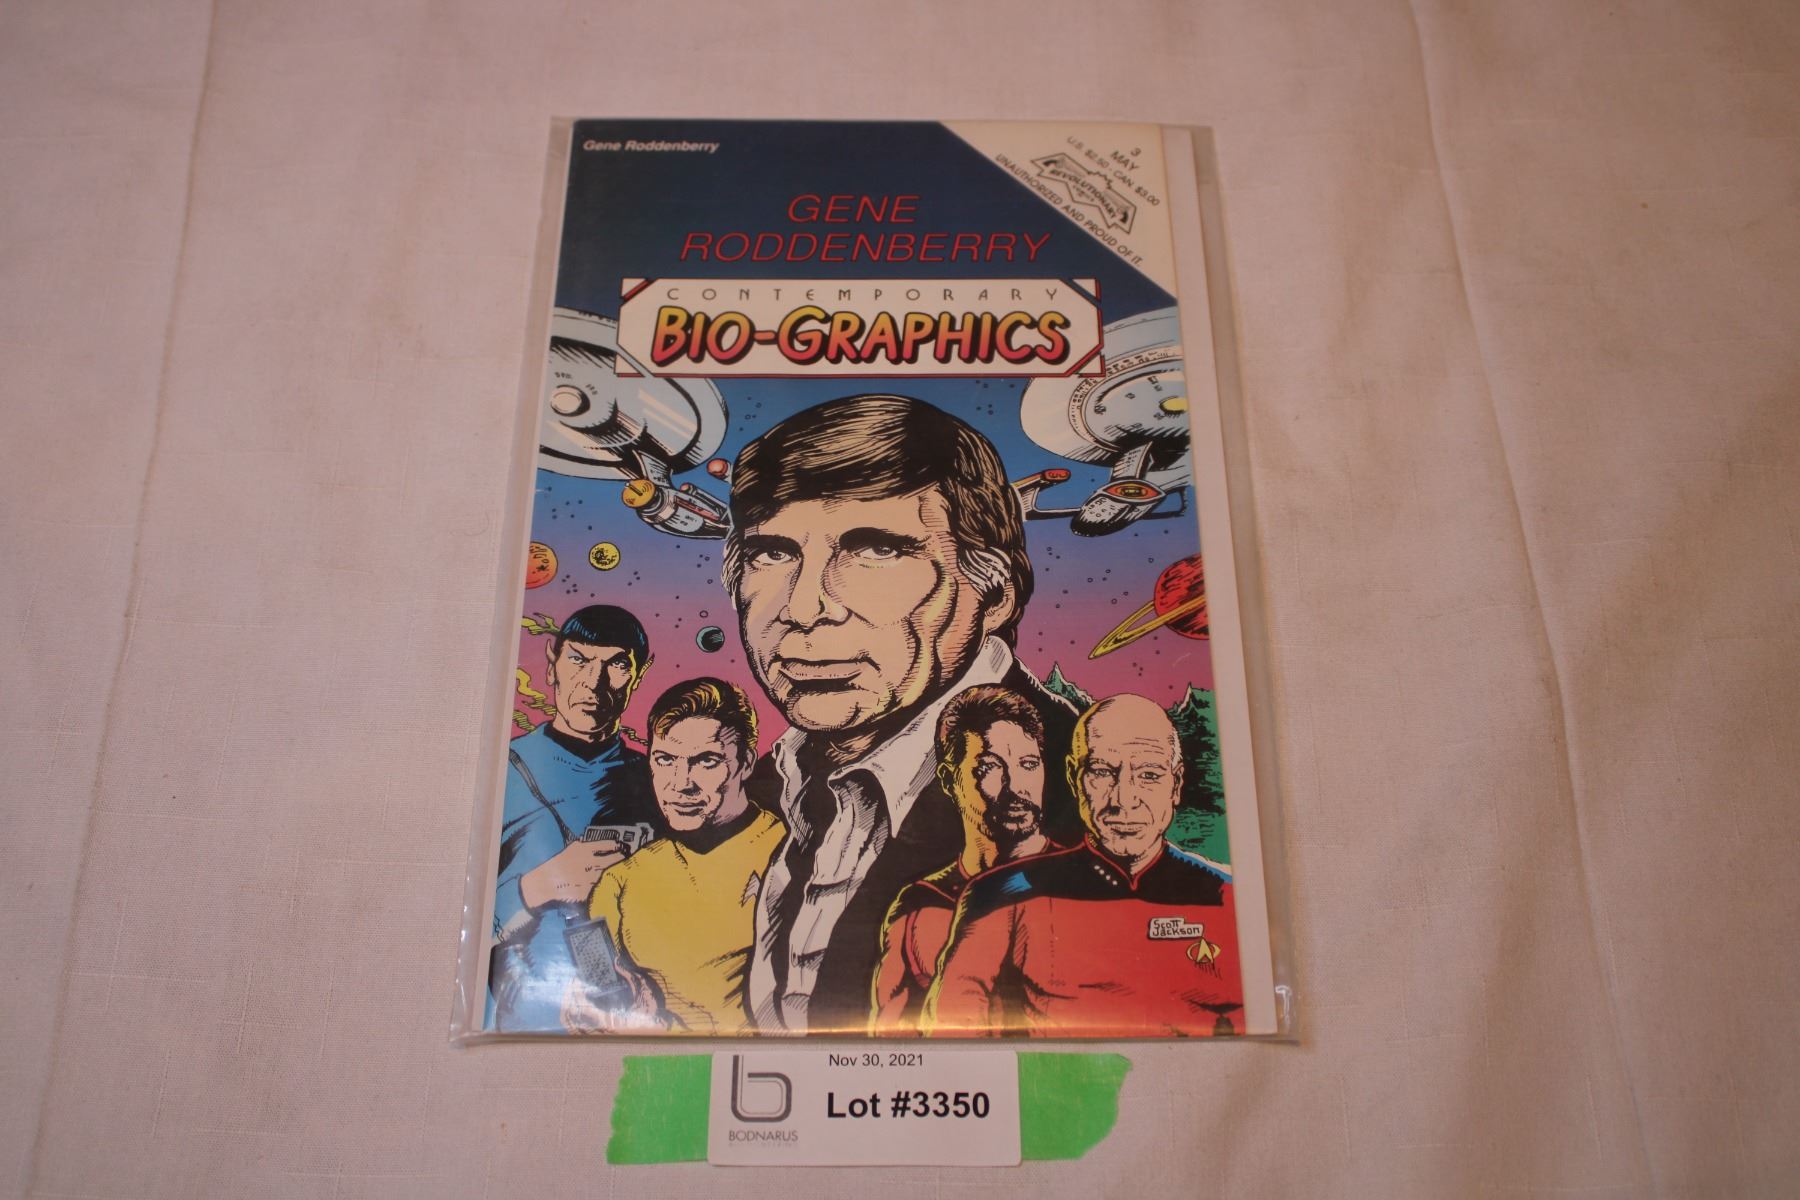 Gene Roddenberry
3
MAY
U.S. $2.50 - CAN $3.00
REVOLUTIONARY
COMICS
UNAUTHORIZED AND PROUD OF IT.
GENE
RODDENBERRY
CONTEMPORARY
BIO-GRAPHICS
Scott
Jackson
Nov 30, 2021
Lot #3350
BODNARUS